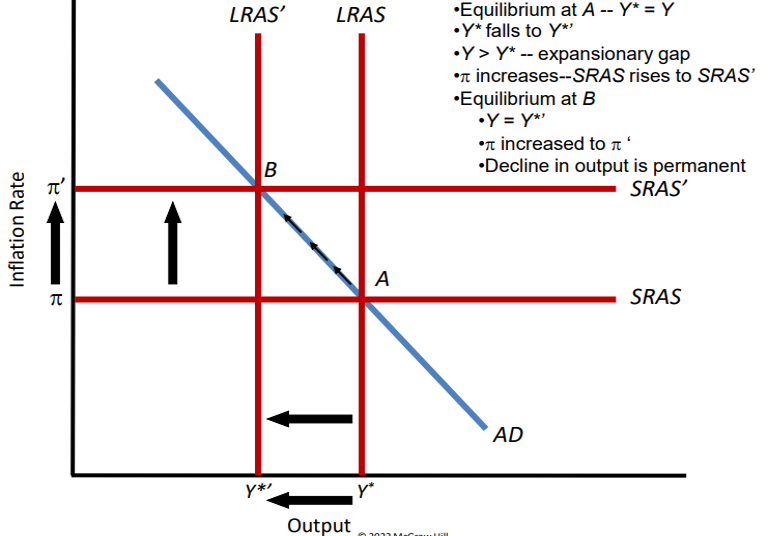 LRAS’ LRAS
•Equilibrium at A -- Y* = Y
•Y* falls to Y*’
•Y > Y* -- expansionary gap
•π increases--SRAS rises to SRAS’
•Equilibrium at B
•Y = Y*’
•π increased to π ‘
•Decline in output is permanent
B
π’
SRAS’
Inflation Rate
A
π
SRAS
AD
Y*’ Y*
Output
© 2022 McGraw Hill